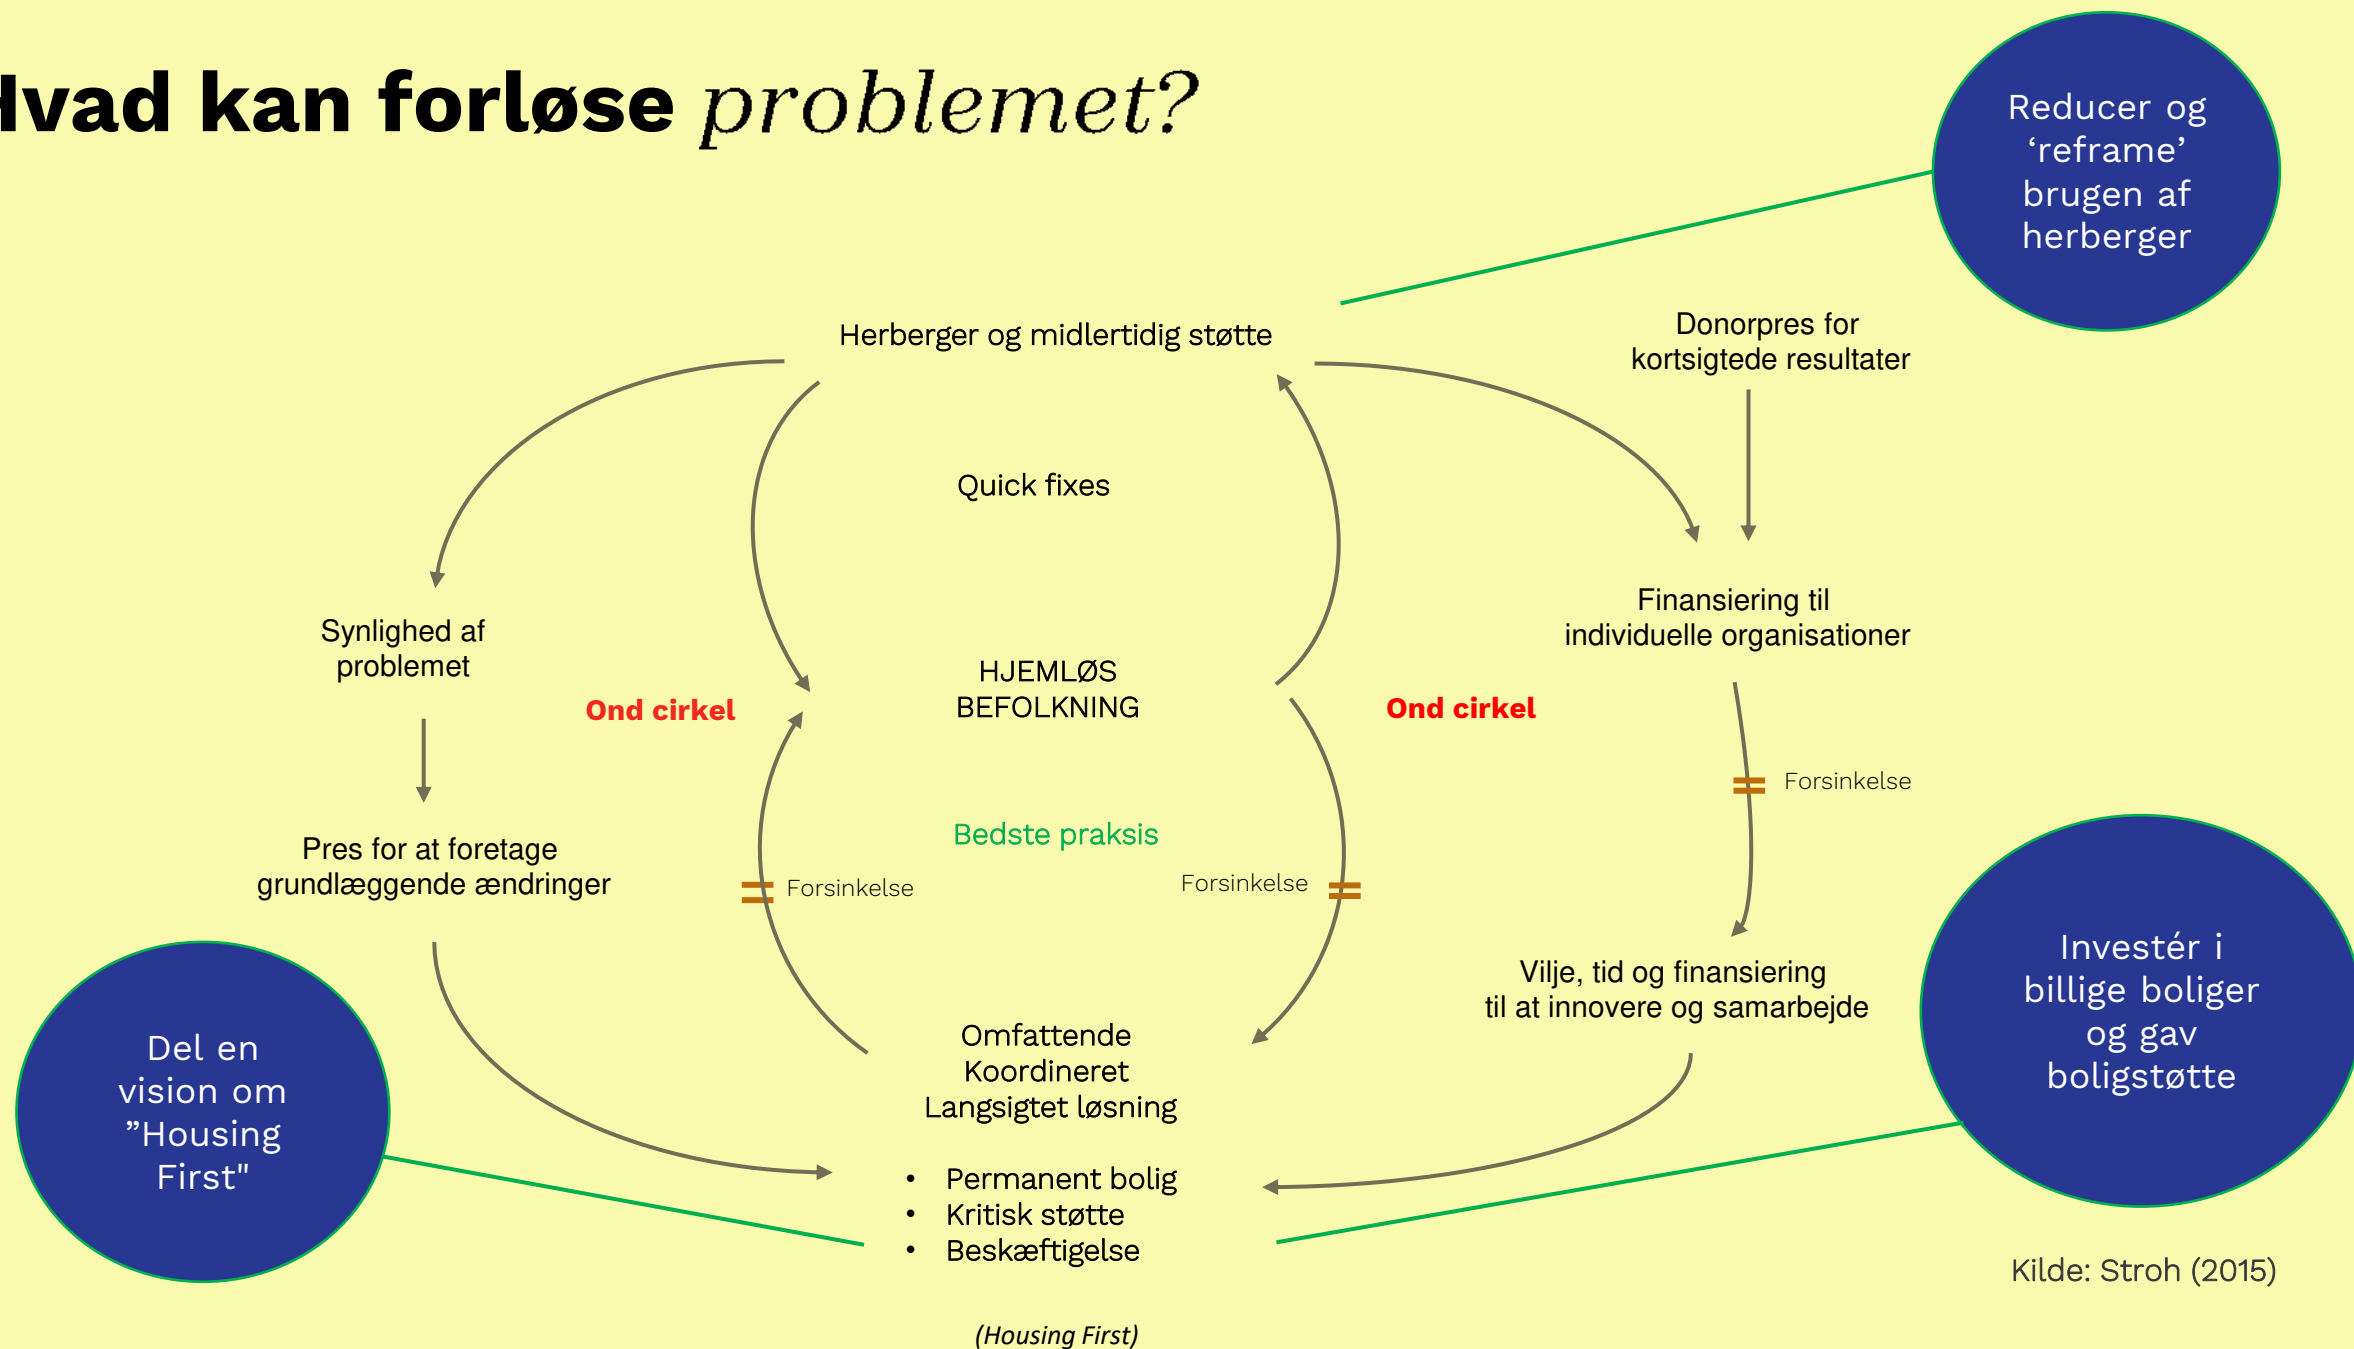 Hvad kan forløse problemet?
Reducer og
‘reframe’
brugen af
herberger
Herberger og midlertidig støtte
Donorpres for
kortsigtede resultater
Quick fixes
Finansiering til
individuelle organisationer
Synlighed af
problemet
HJEMLØS
BEFOLKNING
Ond cirkel
Ond cirkel
Forsinkelse
Bedste praksis
Pres for at foretage
grundlæggende ændringer
Forsinkelse
Forsinkelse
Vilje, tid og finansiering
til at innovere og samarbejde
Investér i
billige boliger
og gav
boligstøtte
Del en
vision om
”Housing
First"
Omfattende
Koordineret
Langsigtet løsning
• Permanent bolig
• Kritisk støtte
• Beskæftigelse
Kilde: Stroh (2015)
(Housing First)